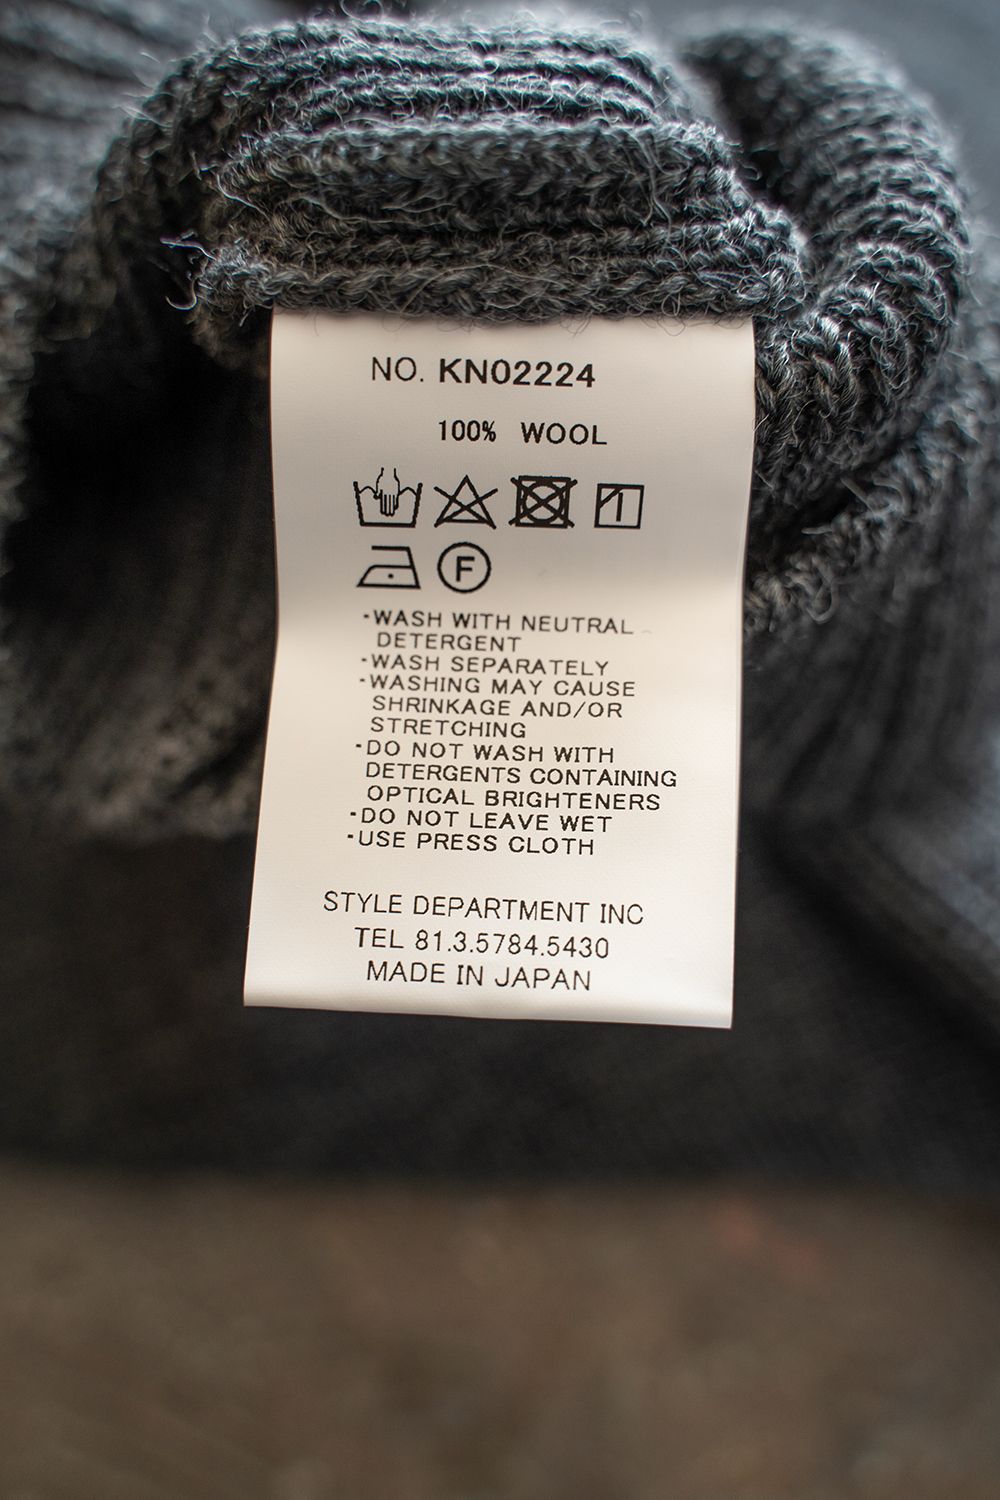 NO. KN02224
100% WOOL
F
·WASH WITH NEUTRAL
DETERGENT
·WASH SEPARATELY
·WASHING MAY CAUSE
SHRINKAGE AND/OR
STRETCHING
·DO NOT WASH WITH
DETERGENTS CONTAINING
OPTICAL BRIGHTENERS
·DO NOT LEAVE WET
·USE PRESS CLOTH
STYLE DEPARTMENT INC
TEL 81.3.5784.5430
MADE IN JAPAN